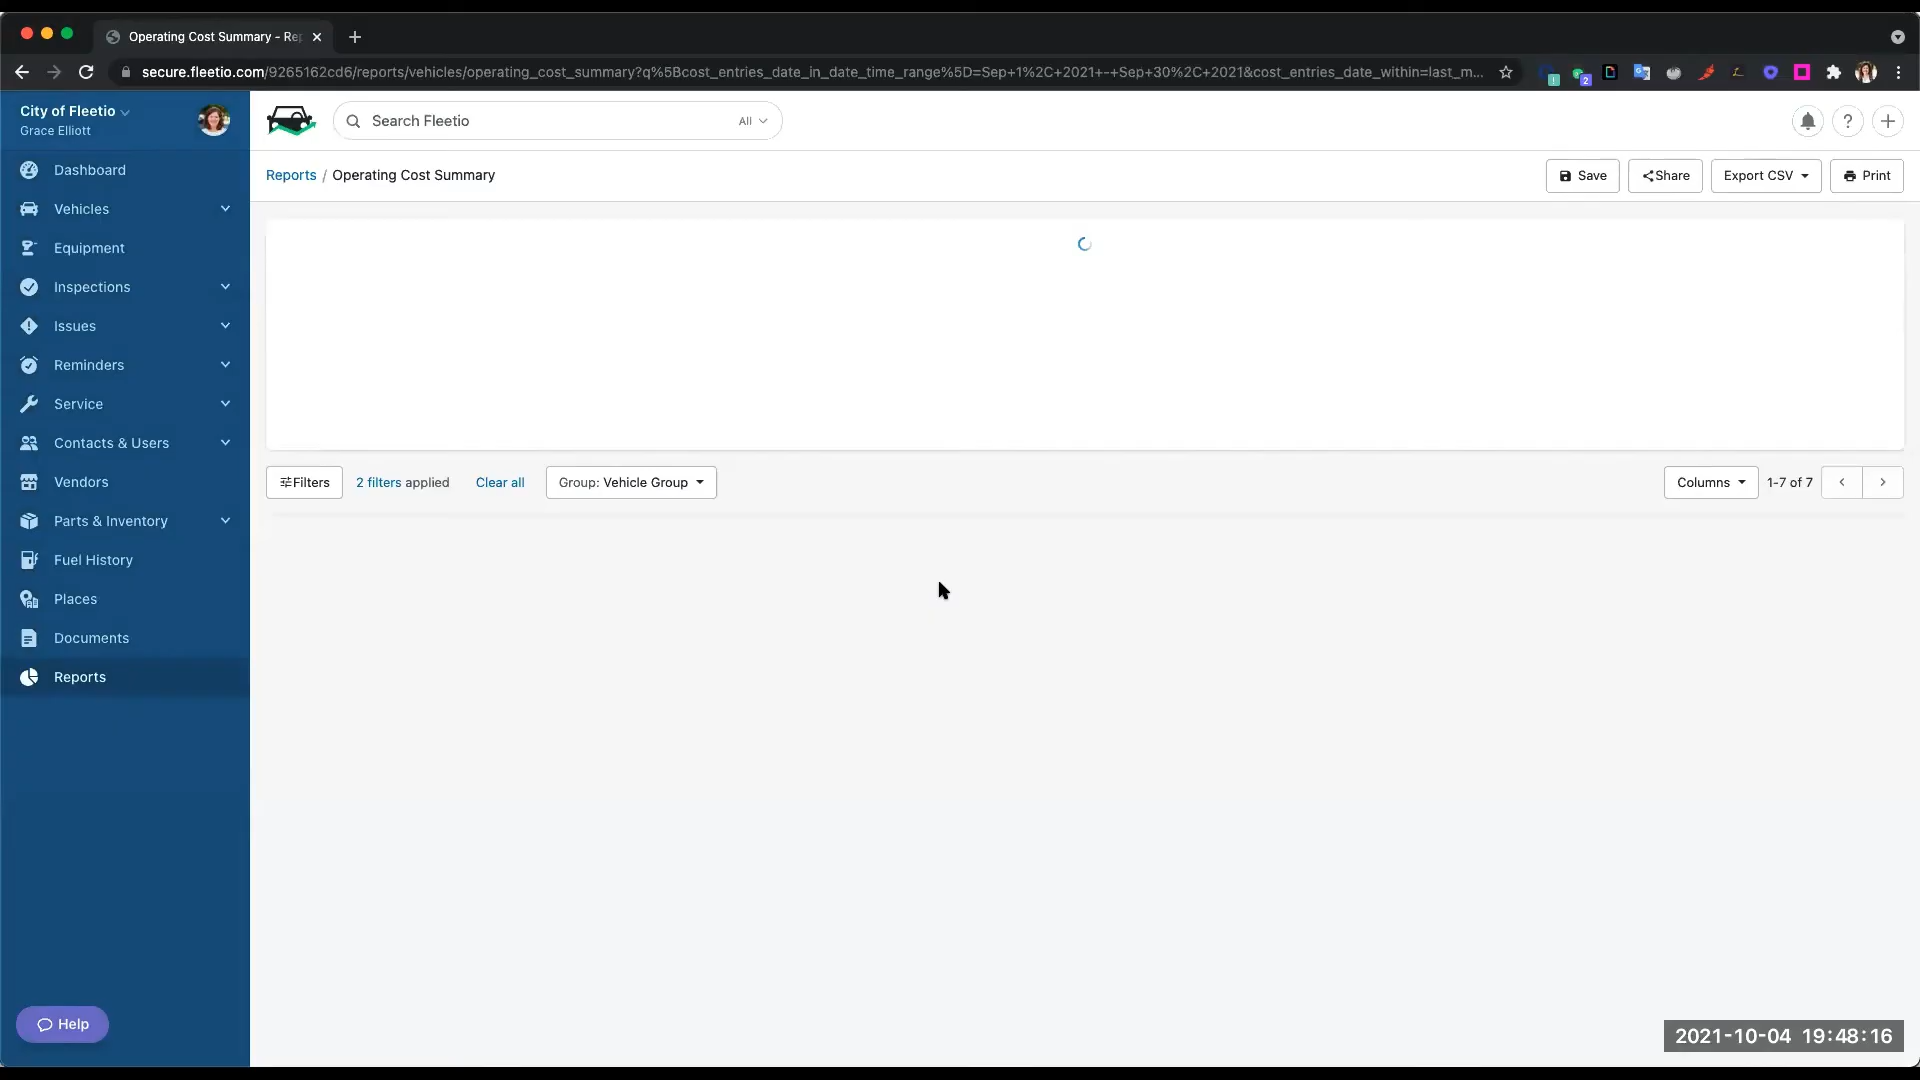 Operating Cost Summary - Re
secure.fleetio.com/9265162cd6/reports/vehicles/operating_cost_summary?q%5Bcost_entries_date_in_date_time_range%5D=Sep+1%2C+2021+-+Sep+30%2C+2021&cost_entries_date_within=last_m...
2
City of Fleetio
Grace Elliott
Search Fleetio
All
?
Reports / Operating Cost Summary
Save
Share
Export CSV
Print
Dashboard
Vehicles
Equipment
Inspections
Issues
Reminders
Service
Contacts & Users
Vendors
Parts & Inventory
Fuel History
Places
Documents
Reports
Filters
2 filters applied
Clear all
Group: Vehicle Group
Columns
1-7 of 7
Help
2021-10-04 19:48:16